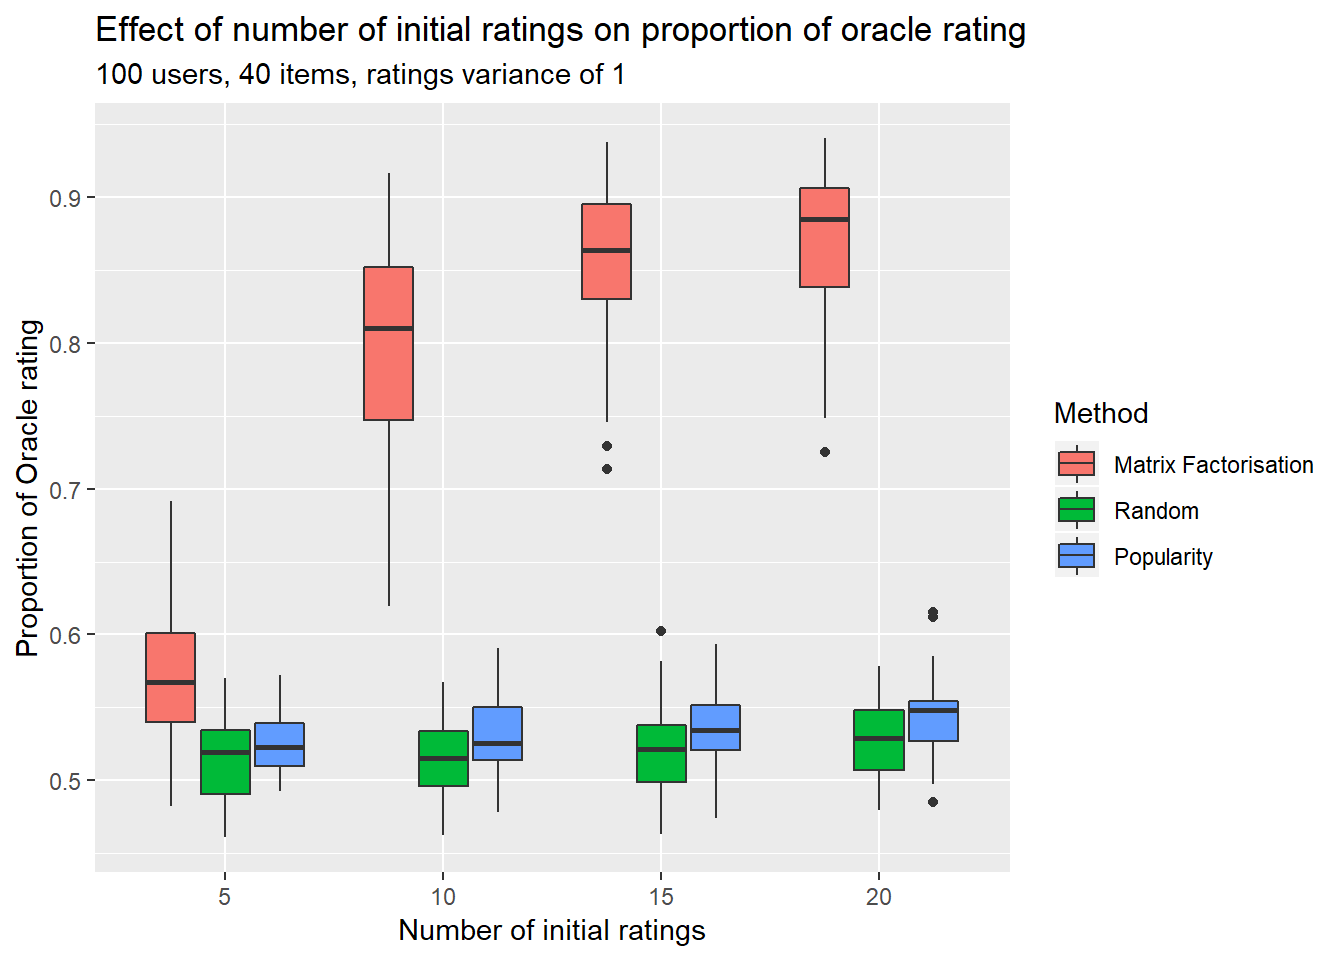 Effect of number of initial ratings on proportion of oracle rating
100 users, 40 items, ratings variance of 1
Proportion of Oracle rating
0.9
0.8
0.7
0.6
0.5
5 10 15 20
Number of initial ratings
Method
Matrix Factorisation
Random
Popularity